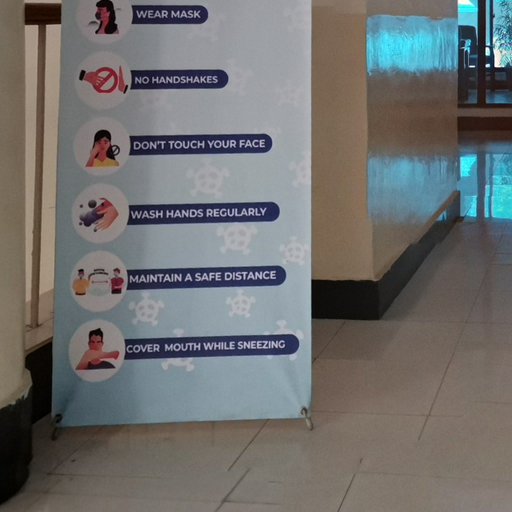 WEAR MASK
NO HANDSHAKES
DON'T TOUCH YOUR FACE
WASH HANDS REGULARLY
MAINTAIN A SAFE DISTANCE
COVER MOUTH WHILE SNEEZING